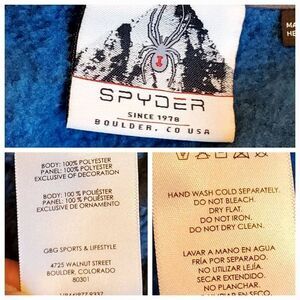 SPYDER
SINCE 1978
BOULDER, CO USA
MA
HE
BODY: 100% POLYESTER
PANEL: 100% POLYESTER
EXCLUSIVE OF DECORATION
BODY: 100 % POLIÉSTER
PANEL: 100 % POLIÉSTER
EXCLUSIVO DE ORNAMENTO
GBG SPORTS & LIFESTYLE
4725 WALNUT STREET
BOULDER, COLORADO
80301
HAND WASH COLD SEPARATELY.
DO NOT BLEACH.
DRY FLAT.
DO NOT IRON.
DO NOT DRY CLEAN.
LAVAR A MANO EN AGUA
FRÍA POR SEPARADO.
NO UTILIZAR LEJÍA.
SECAR EXTENDIDO.
NO PLANCHAR.